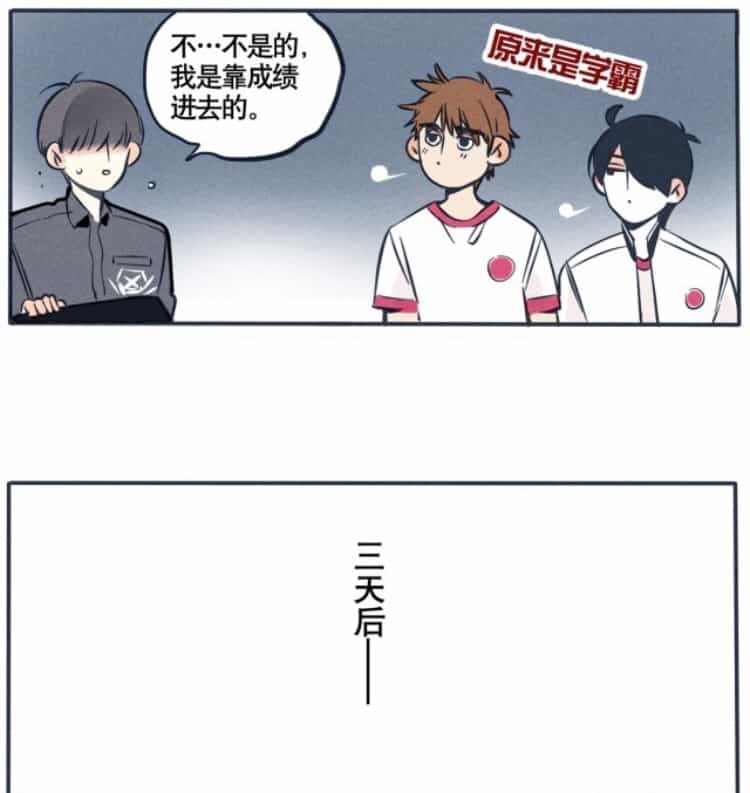 不…不是的，
我是靠成绩
进去的。
原来是学霸
三天后——